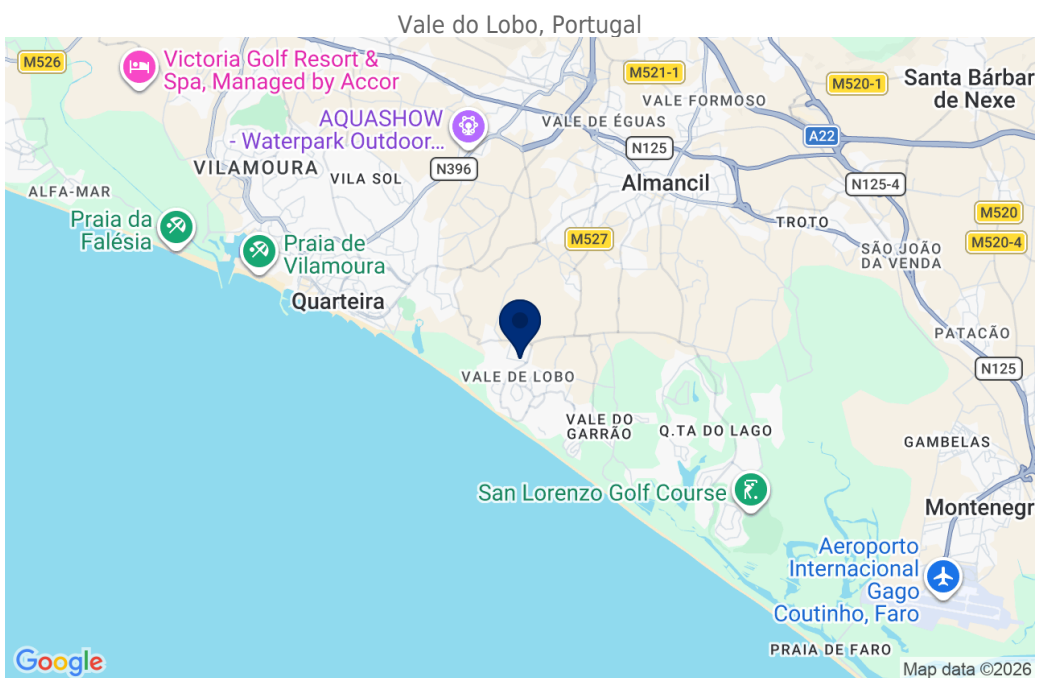 Vale do Lobo, Portugal
M526
Victoria Golf Resort &
Spa, Managed by Accor
M521-1
M520-1
Santa Bárbar
de Nexe
VALE FORMOSO
AQUASHOW
- Waterpark Outdoor...
VALE DE ÉGUAS
A22
N125
VILAMOURA
VILA SOL
N396
Almancil
N125-4
ALFA-MAR
Praia da
Falésia
M520
TROTO
M527
M520-4
Praia de
Vilamoura
SÃO JOÃO
DA VENDA
Quarteira
PATACÃO
N125
VALE DE LOBO
VALE DO
GARRÃO
Q.TA DO LAGO
GAMBELAS
San Lorenzo Golf Course
Montenegr
Aeroporto
Internacional
Gago
Coutinho, Faro
PRAIA DE FARO
Google
Map data ©2026